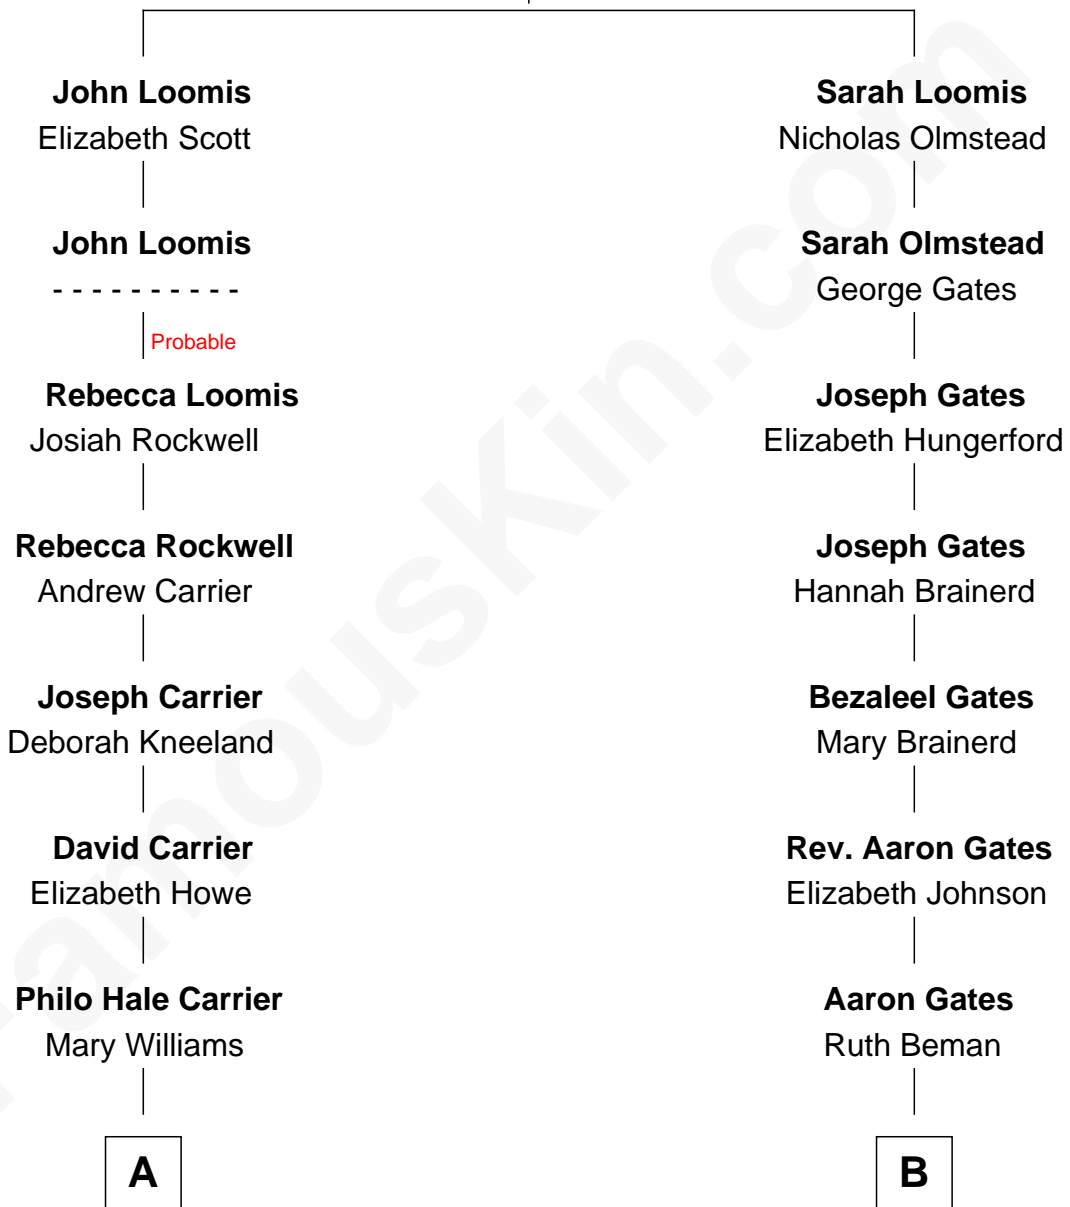 John Loomis
Elizabeth Scott
John Loomis
- - - - - - - - - -
Probable
Rebecca Loomis
Josiah Rockwell
Rebecca Rockwell
Andrew Carrier
Joseph Carrier
Deborah Kneeland
David Carrier
Elizabeth Howe
Philo Hale Carrier
Mary Williams
A
Sarah Loomis
Nicholas Olmstead
Sarah Olmstead
George Gates
Joseph Gates
Elizabeth Hungerford
Joseph Gates
Hannah Brainerd
Bezaleel Gates
Mary Brainerd
Rev. Aaron Gates
Elizabeth Johnson
Aaron Gates
Ruth Beman
B
FamousKin.com